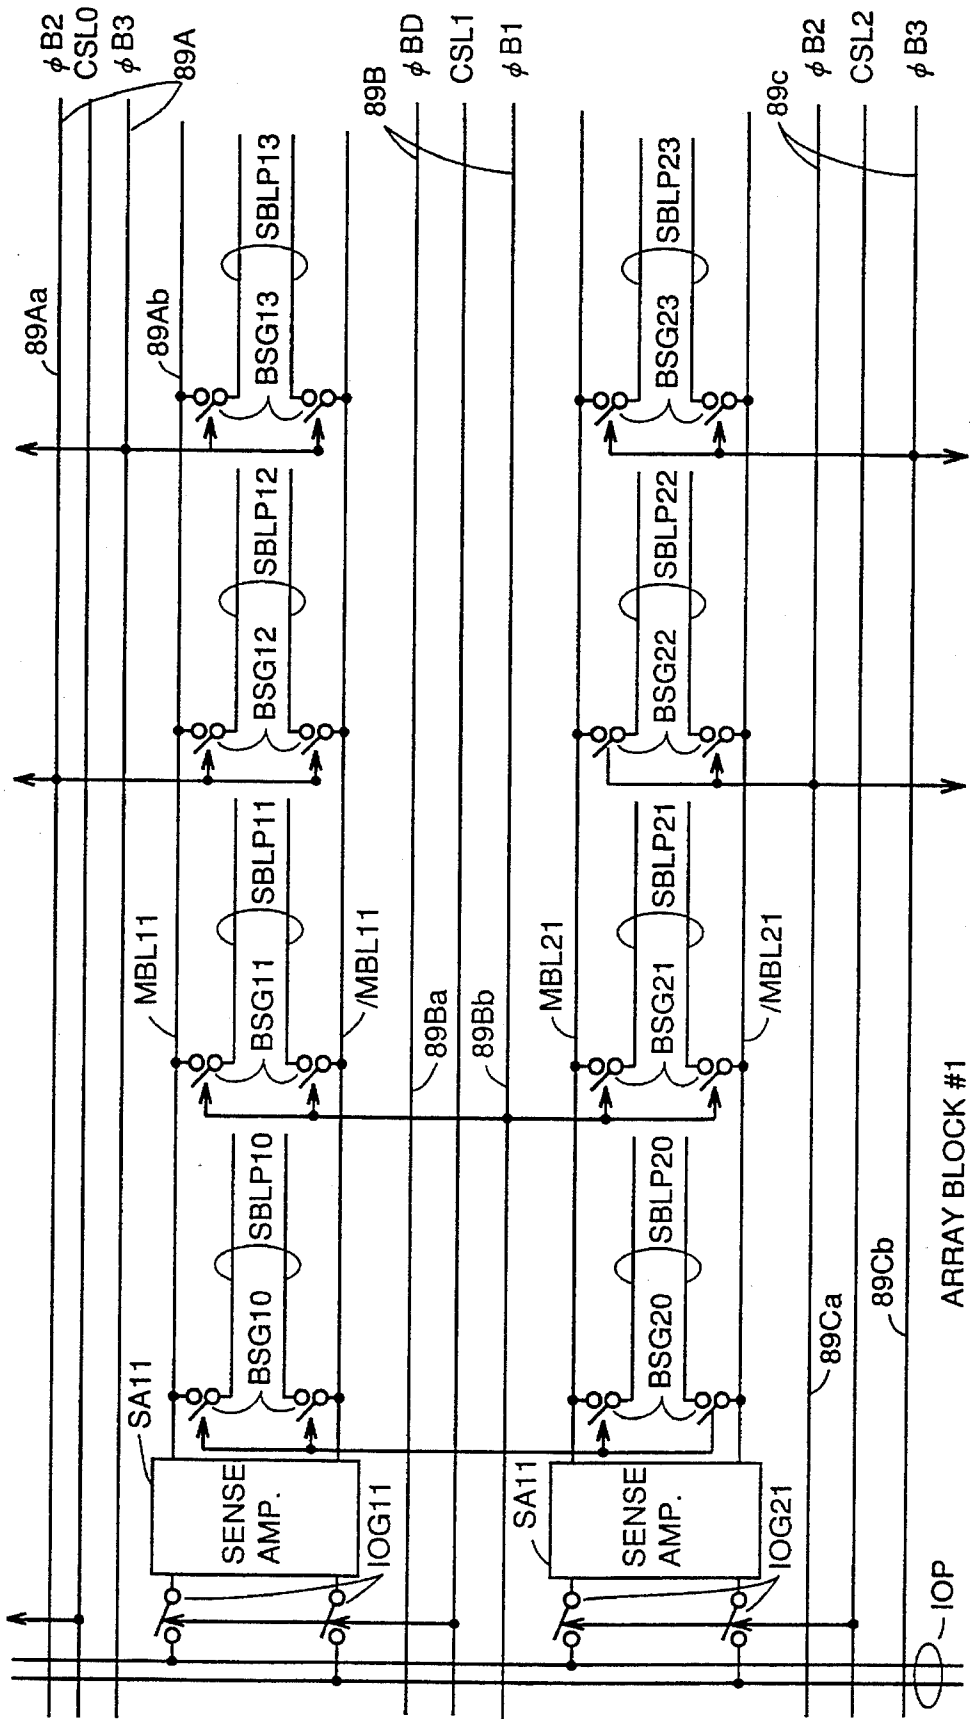 φB2
CSL0
φB3
89A
89Aa
89Ab
BSG13
SBLP13
BSG12
SBLP12
MBL11
BSG11
SBLP11
/MBL11
BSG10
SBLP10
SA11
SENSE
AMP.
IOG11
89B
φBD
CSL1
φB1
89Ba
89Bb
BSG23
SBLP23
BSG22
SBLP22
MBL21
BSG21
SBLP21
/MBL21
BSG20
SBLP20
SA11
SENSE
AMP.
IOG21
89c
φB2
CSL2
φB3
89Ca
89Cb
IOP
ARRAY BLOCK #1